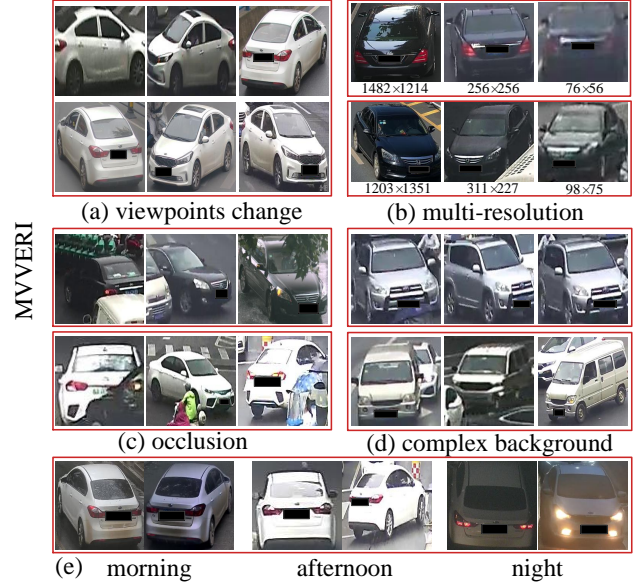 1482×1214 256×256 76×56
1203×1351 311×227 98×75
(a) viewpoints change (b) multi-resolution
MVVERI
(c) occlusion (d) complex background
(e) morning afternoon night